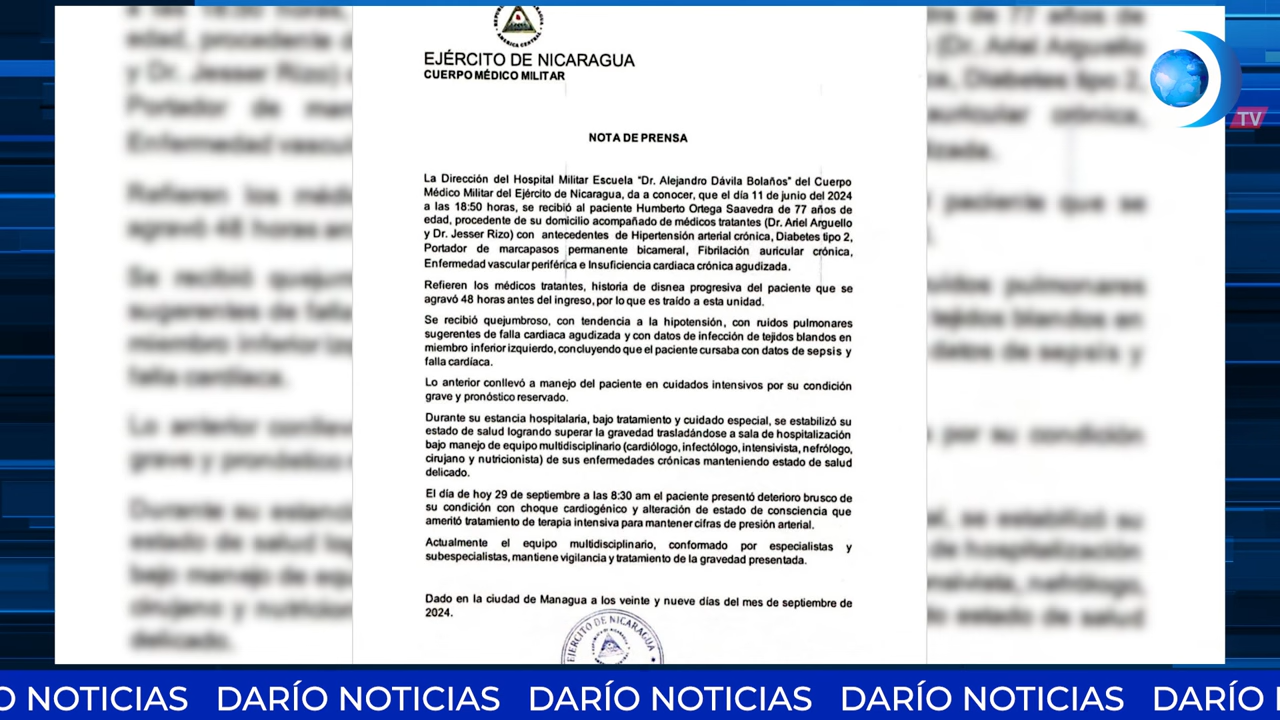 AMÉRICA CENTRAL
EJÉRCITO DE NICARAGUA
CUERPO MÉDICO MILITAR
NOTA DE PRENSA
La Dirección del Hospital Militar Escuela "Dr. Alejandro Dávila Bolaños" del Cuerpo
Médico Militar del Ejército de Nicaragua, da a conocer, que el día 11 de junio del 2024
a las 18:50 horas, se recibió al paciente Humberto Ortega Saavedra de 77 años de
edad, procedente de su domicilio acompañado de médicos tratantes (Dr. Ariel Arguello
y Dr. Jesser Rizo) con antecedentes de Hipertensión arterial crónica, Diabetes tipo 2,
Portador de marcapasos permanente bicameral, Fibrilación auricular crónica,
Enfermedad vascular periférica e Insuficiencia cardiaca crónica agudizada.
Refieren los médicos tratantes, historia de disnea progresiva del paciente que se
agravó 48 horas antes del ingreso, por lo que es traído a esta unidad.
Se recibió quejumbroso, con tendencia a la hipotensión, con ruidos pulmonares
sugerentes de falla cardiaca agudizada y con datos de infección de tejidos blandos en
miembro inferior izquierdo, concluyendo que el paciente cursaba con datos de sepsis y
falla cardíaca.
Lo anterior conllevó a manejo del paciente en cuidados intensivos por su condición
grave y pronóstico reservado.
Durante su estancia hospitalaria, bajo tratamiento y cuidado especial, se estabilizó su
estado de salud logrando superar la gravedad trasladándose a sala de hospitalización
bajo manejo de equipo multidisciplinario (cardiólogo, infectólogo, intensivista, nefrólogo,
cirujano y nutricionista) de sus enfermedades crónicas manteniendo estado de salud
delicado.
El día de hoy 29 de septiembre a las 8:30 am el paciente presentó deterioro brusco de
su condición con choque cardiogénico y alteración de estado de consciencia que
ameritó tratamiento de terapia intensiva para mantener cifras de presión arterial.
Actualmente el equipo multidisciplinario, conformado por especialistas y
subespecialistas, mantiene vigilancia y tratamiento de la gravedad presentada.
Dado en la ciudad de Managua a los veinte y nueve días del mes de septiembre de
2024.
EJERCITO DE NICARAGUA
TV
O NOTICIAS DARÍO NOTICIAS DARÍO NOTICIAS DARÍO NOTICIAS DARÍO